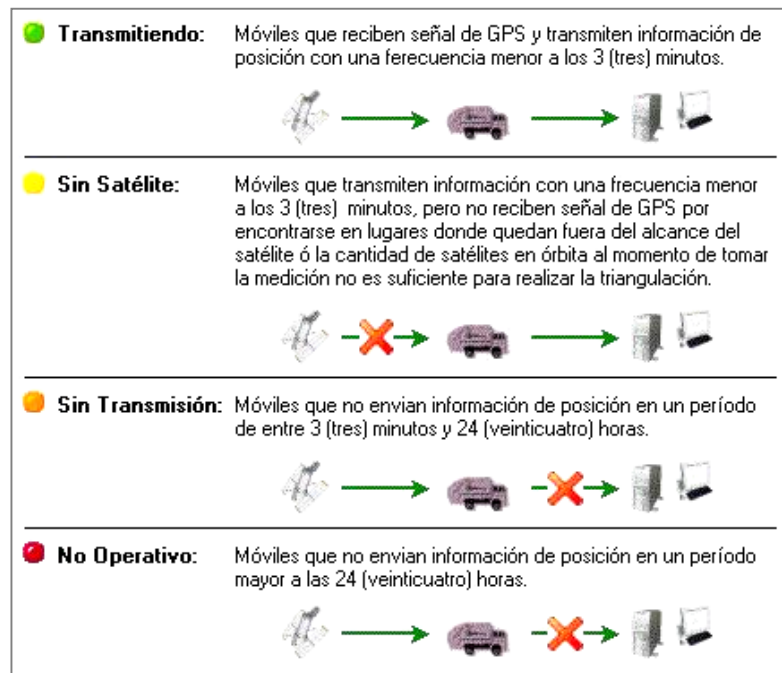 Transmitiendo: Móviles que reciben señal de GPS y transmiten información de
posición con una ferecuencia menor a los 3 (tres) minutos.
Sin Satélite: Móviles que transmiten información con una frecuencia menor
a los 3 (tres) minutos, pero no reciben señal de GPS por
encontrarse en lugares donde quedan fuera del alcance del
satélite ó la cantidad de satélites en órbita al momento de tomar
la medición no es suficiente para realizar la triangulación.
Sin Transmisión: Móviles que no envian información de posición en un período
de entre 3 (tres) minutos y 24 (veinticuatro) horas.
No Operativo: Móviles que no envian información de posición en un período
mayor a las 24 (veinticuatro) horas.